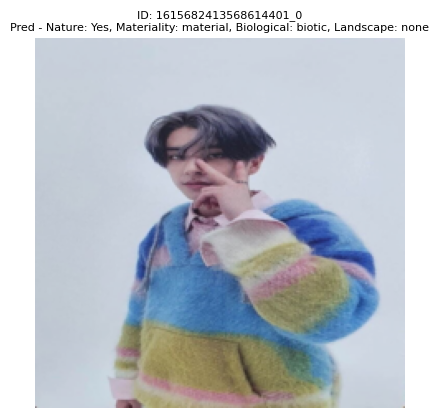 ID: 1615682413568614401_0
Pred - Nature: Yes, Materiality: material, Biological: biotic, Landscape: none